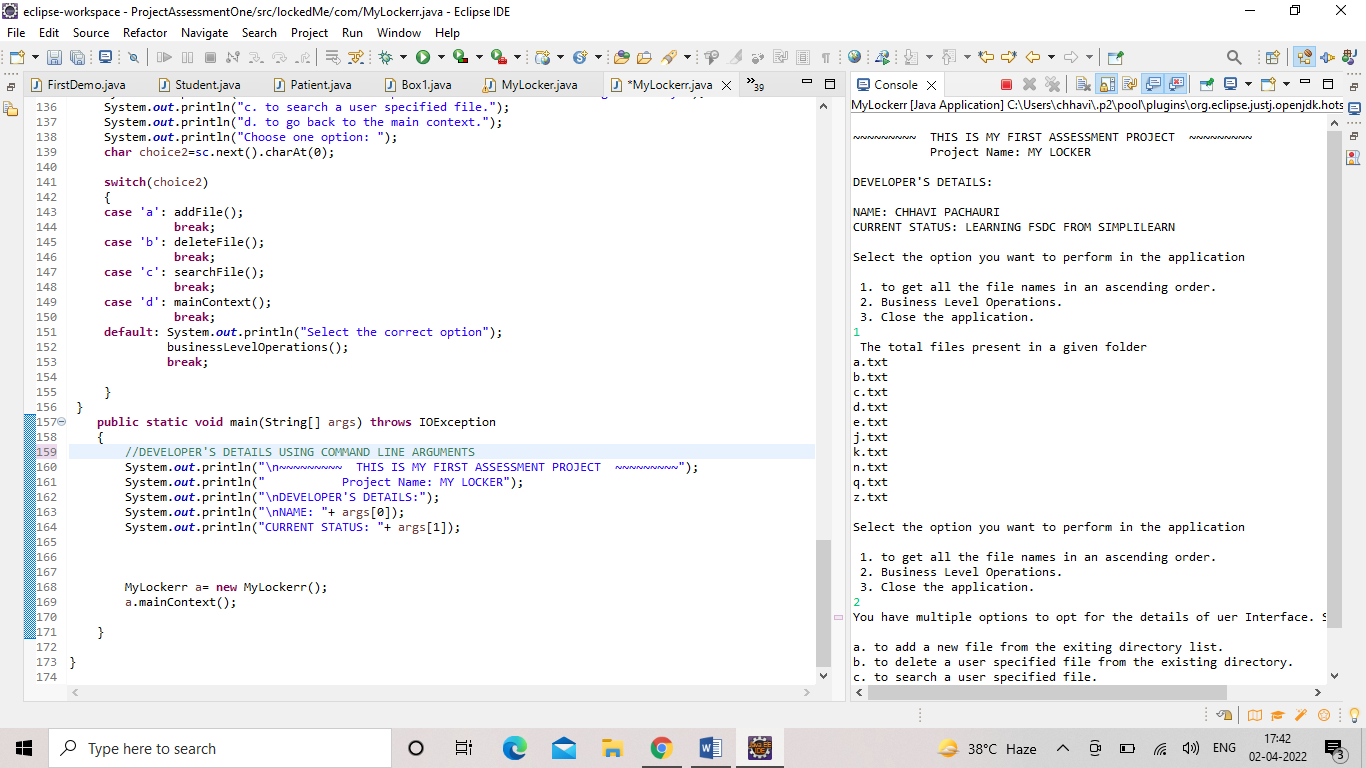 eclipse-workspace - ProjectAssessmentOne/src/lockedMe/com/MyLockerr.java - Eclipse IDE
File Edit Source Refactor Navigate Search Project Run Window Help
FirstDemo.java Student.java Patient.java Box1.java MyLocker.java *MyLockerr.java »39
136 System.out.println("c. to search a user specified file.");
137 System.out.println("d. to go back to the main context.");
138 System.out.println("Choose one option: ");
139 char choice2=sc.next().charAt(0);
140
141 switch(choice2)
142 {
143 case 'a': addFile();
144 break;
145 case 'b': deleteFile();
146 break;
147 case 'c': searchFile();
148 break;
149 case 'd': mainContext();
150 break;
151 default: System.out.println("Select the correct option");
152 businessLevelOperations();
153 break;
154
155 }
156 }
157 public static void main(String[] args) throws IOException
158 {
159 //DEVELOPER'S DETAILS USING COMMAND LINE ARGUMENTS
160 System.out.println("\n~~~~~~~~~ THIS IS MY FIRST ASSESSMENT PROJECT ~~~~~~~~~");
161 System.out.println(" Project Name: MY LOCKER");
162 System.out.println("\nDEVELOPER'S DETAILS:");
163 System.out.println("\nNAME: "+ args[0]);
164 System.out.println("CURRENT STATUS: "+ args[1]);
165
166
167
168 MyLockerr a= new MyLockerr();
169 a.mainContext();
170
171 }
172
173 }
174
Console
MyLockerr [Java Application] C:\Users\chhavi\.p2\pool\plugins\org.eclipse.justj.openjdk.hots
~~~~~~~~~ THIS IS MY FIRST ASSESSMENT PROJECT ~~~~~~~~~
Project Name: MY LOCKER
DEVELOPER'S DETAILS:
NAME: CHHAVI PACHAURI
CURRENT STATUS: LEARNING FSDC FROM SIMPLILEARN
Select the option you want to perform in the application
1. to get all the file names in an ascending order.
2. Business Level Operations.
3. Close the application.
1
The total files present in a given folder
a.txt
b.txt
c.txt
d.txt
e.txt
j.txt
k.txt
n.txt
q.txt
z.txt
Select the option you want to perform in the application
1. to get all the file names in an ascending order.
2. Business Level Operations.
3. Close the application.
2
You have multiple options to opt for the details of uer Interface. S
a. to add a new file from the exiting directory list.
b. to delete a user specified file from the existing directory.
c. to search a user specified file.
Type here to search
38°C Haze
ENG
17:42
02-04-2022
3